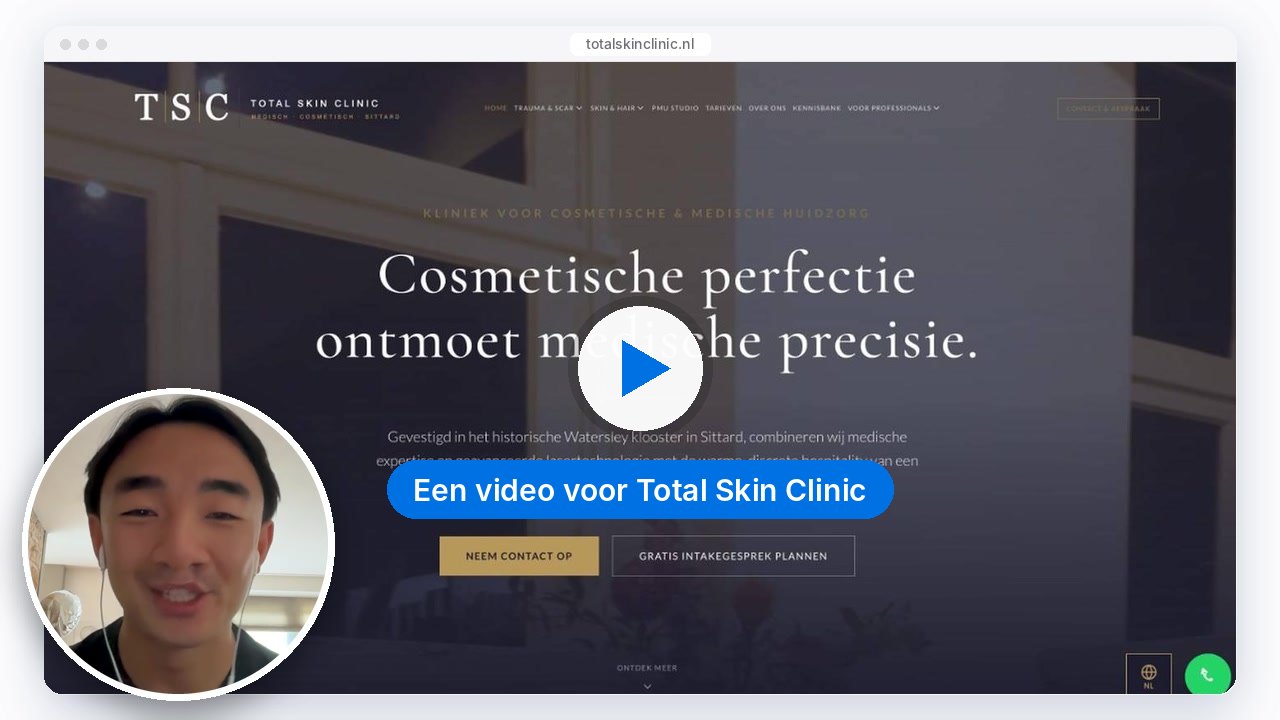 totalskinclinic.nl
TSC
TOTAL SKIN CLINIC
MEDISCH · COSMETISCH · SITTARD
HOME TRAUMA & SCAR SKIN & HAIR PMU STUDIO TARIEVEN OVER ONS KENNISBANK VOOR PROFESSIONALS
CONTACT & AFSPRAAK
KLINIEK VOOR COSMETISCHE & MEDISCHE HUIDZORG
Cosmetische perfectie
ontmoet medische precisie.
Gevestigd in het historische Watersley klooster in Sittard, combineren wij medische
Een video voor Total Skin Clinic
NEEM CONTACT OP
GRATIS INTAKEGESPREK PLANNEN
ONTDEK MEER
NL